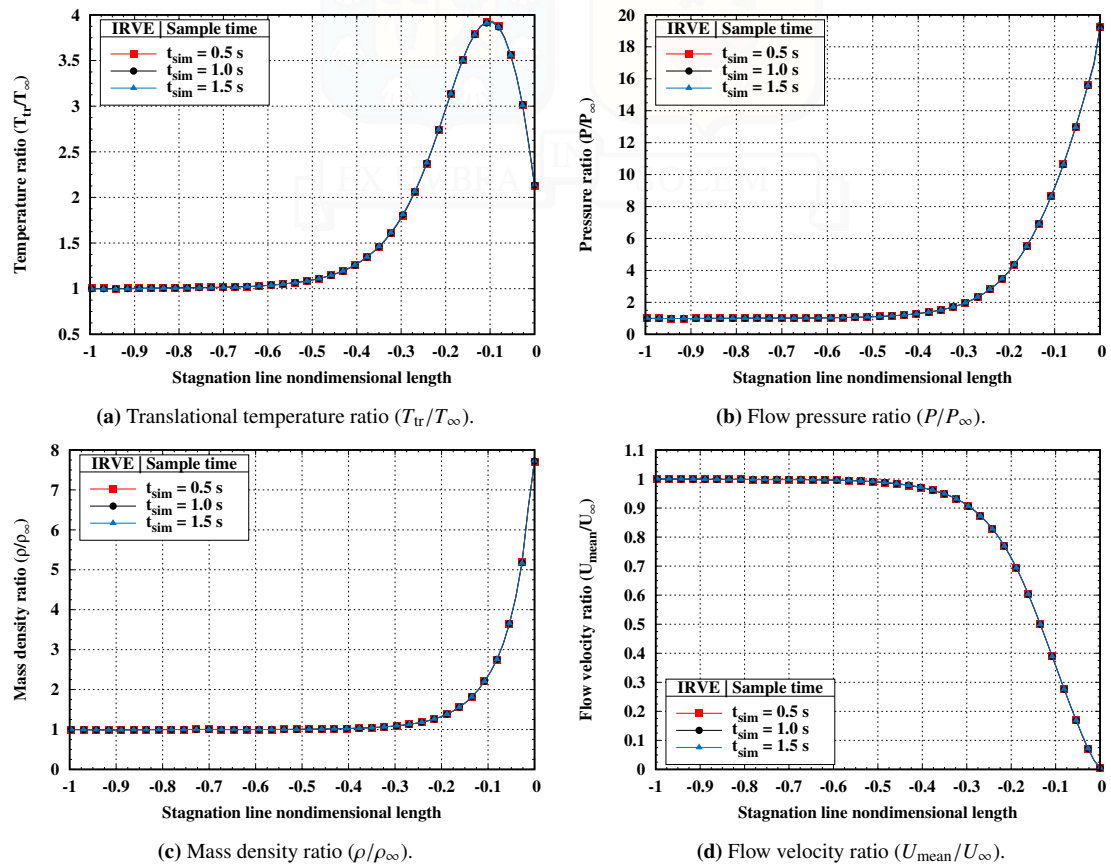 IRVE | Sample time
t_sim = 0.5 s
t_sim = 1.0 s
t_sim = 1.5 s
Temperature ratio (T_tr/T_∞)
4
3.5
3
2.5
2
1.5
1
0.5
-1 -0.9 -0.8 -0.7 -0.6 -0.5 -0.4 -0.3 -0.2 -0.1 0
Stagnation line nondimensional length
(a) Translational temperature ratio (T_tr/T_∞).
IRVE | Sample time
t_sim = 0.5 s
t_sim = 1.0 s
t_sim = 1.5 s
Pressure ratio (P/P_∞)
20
18
16
14
12
10
8
6
4
2
0
-1 -0.9 -0.8 -0.7 -0.6 -0.5 -0.4 -0.3 -0.2 -0.1 0
Stagnation line nondimensional length
(b) Flow pressure ratio (P/P_∞).
IN
EX UMBRA
SOLEM
IRVE | Sample time
t_sim = 0.5 s
t_sim = 1.0 s
t_sim = 1.5 s
Mass density ratio (ρ/ρ_∞)
8
7
6
5
4
3
2
1
0
-1 -0.9 -0.8 -0.7 -0.6 -0.5 -0.4 -0.3 -0.2 -0.1 0
Stagnation line nondimensional length
(c) Mass density ratio (ρ/ρ_∞).
Flow velocity ratio (U_mean/U_∞)
1.1
1
0.9
0.8
0.7
0.6
0.5
0.4
0.3
0.2
0.1
0
IRVE | Sample time
t_sim = 0.5 s
t_sim = 1.0 s
t_sim = 1.5 s
-1 -0.9 -0.8 -0.7 -0.6 -0.5 -0.4 -0.3 -0.2 -0.1 0
Stagnation line nondimensional length
(d) Flow velocity ratio (U_mean/U_∞).